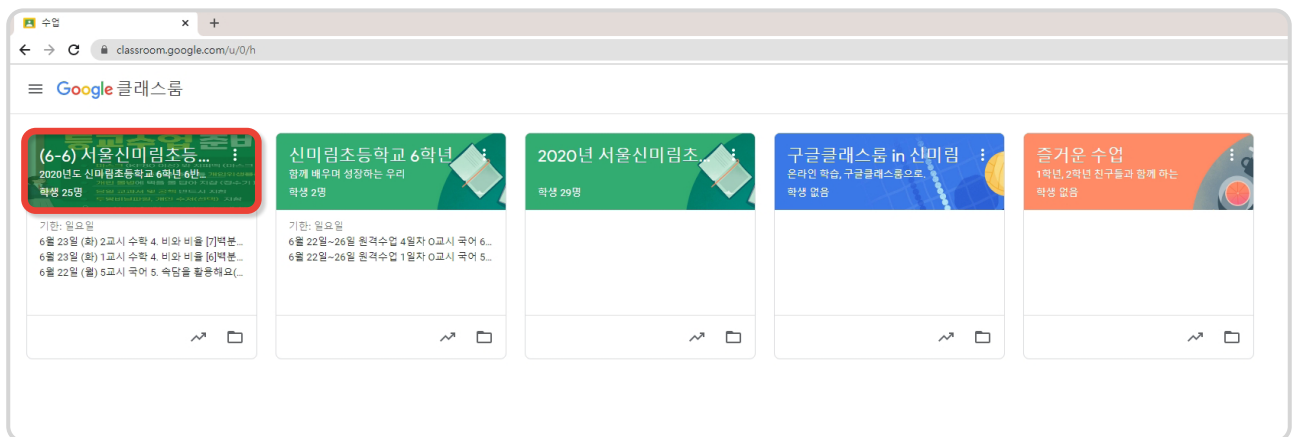 수업
classroom.google.com/u/0/h
Google 클래스룸
(6-6) 서울신미림초등...
2020년도 신미림초등학교 6학년 6반...
학생 25명
기한: 일요일
6월 23일 (화) 2교시 수학 4. 비와 비율 [7]백분...
6월 23일 (화) 1교시 수학 4. 비와 비율 [6]백분...
6월 22일 (월) 5교시 국어 5. 속담을 활용해요(...
신미림초등학교 6학년
함께 배우며 성장하는 우리
학생 2명
기한: 일요일
6월 22일~26일 원격수업 4일자 0교시 국어 6...
6월 22일~26일 원격수업 1일자 0교시 국어 5...
2020년 서울신미림초...
학생 29명
구글클래스룸 in 신미림
온라인 학습, 구글클래스룸으로.
학생 없음
즐거운 수업
1학년, 2학년 친구들과 함께 하는
학생 없음